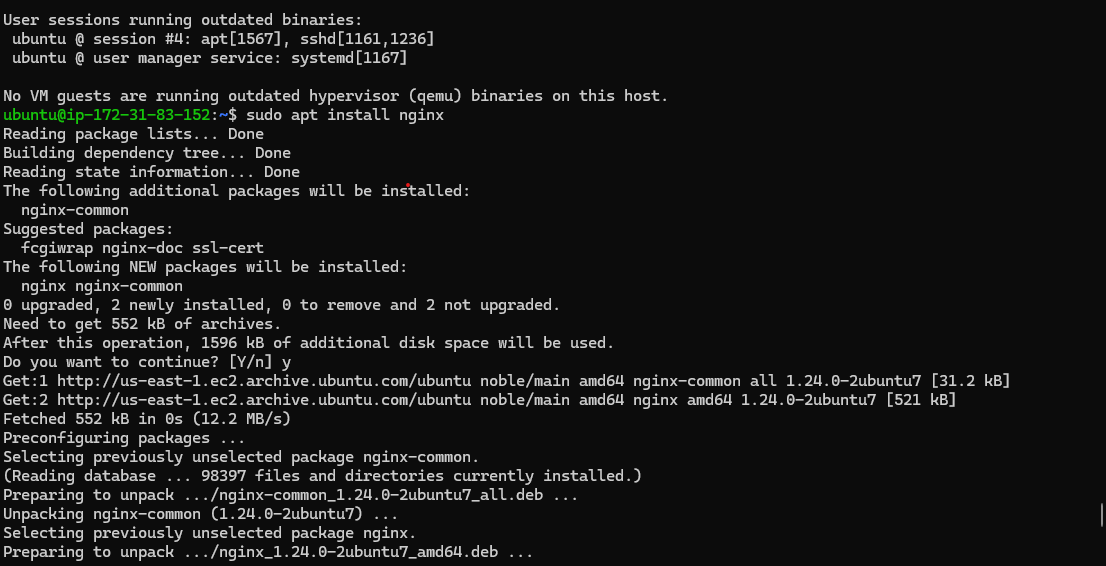 User sessions running outdated binaries:
 ubuntu @ session #4: apt[1567], sshd[1161,1236]
 ubuntu @ user manager service: systemd[1167]

No VM guests are running outdated hypervisor (qemu) binaries on this host.
ubuntu@ip-172-31-83-152:~$ sudo apt install nginx
Reading package lists... Done
Building dependency tree... Done
Reading state information... Done
The following additional packages will be installed:
  nginx-common
Suggested packages:
  fcgiwrap nginx-doc ssl-cert
The following NEW packages will be installed:
  nginx nginx-common
0 upgraded, 2 newly installed, 0 to remove and 2 not upgraded.
Need to get 552 kB of archives.
After this operation, 1596 kB of additional disk space will be used.
Do you want to continue? [Y/n] y
Get:1 http://us-east-1.ec2.archive.ubuntu.com/ubuntu noble/main amd64 nginx-common all 1.24.0-2ubuntu7 [31.2 kB]
Get:2 http://us-east-1.ec2.archive.ubuntu.com/ubuntu noble/main amd64 nginx amd64 1.24.0-2ubuntu7 [521 kB]
Fetched 552 kB in 0s (12.2 MB/s)
Preconfiguring packages ...
Selecting previously unselected package nginx-common.
(Reading database ... 98397 files and directories currently installed.)
Preparing to unpack .../nginx-common_1.24.0-2ubuntu7_all.deb ...
Unpacking nginx-common (1.24.0-2ubuntu7) ...
Selecting previously unselected package nginx.
Preparing to unpack .../nginx_1.24.0-2ubuntu7_amd64.deb ...